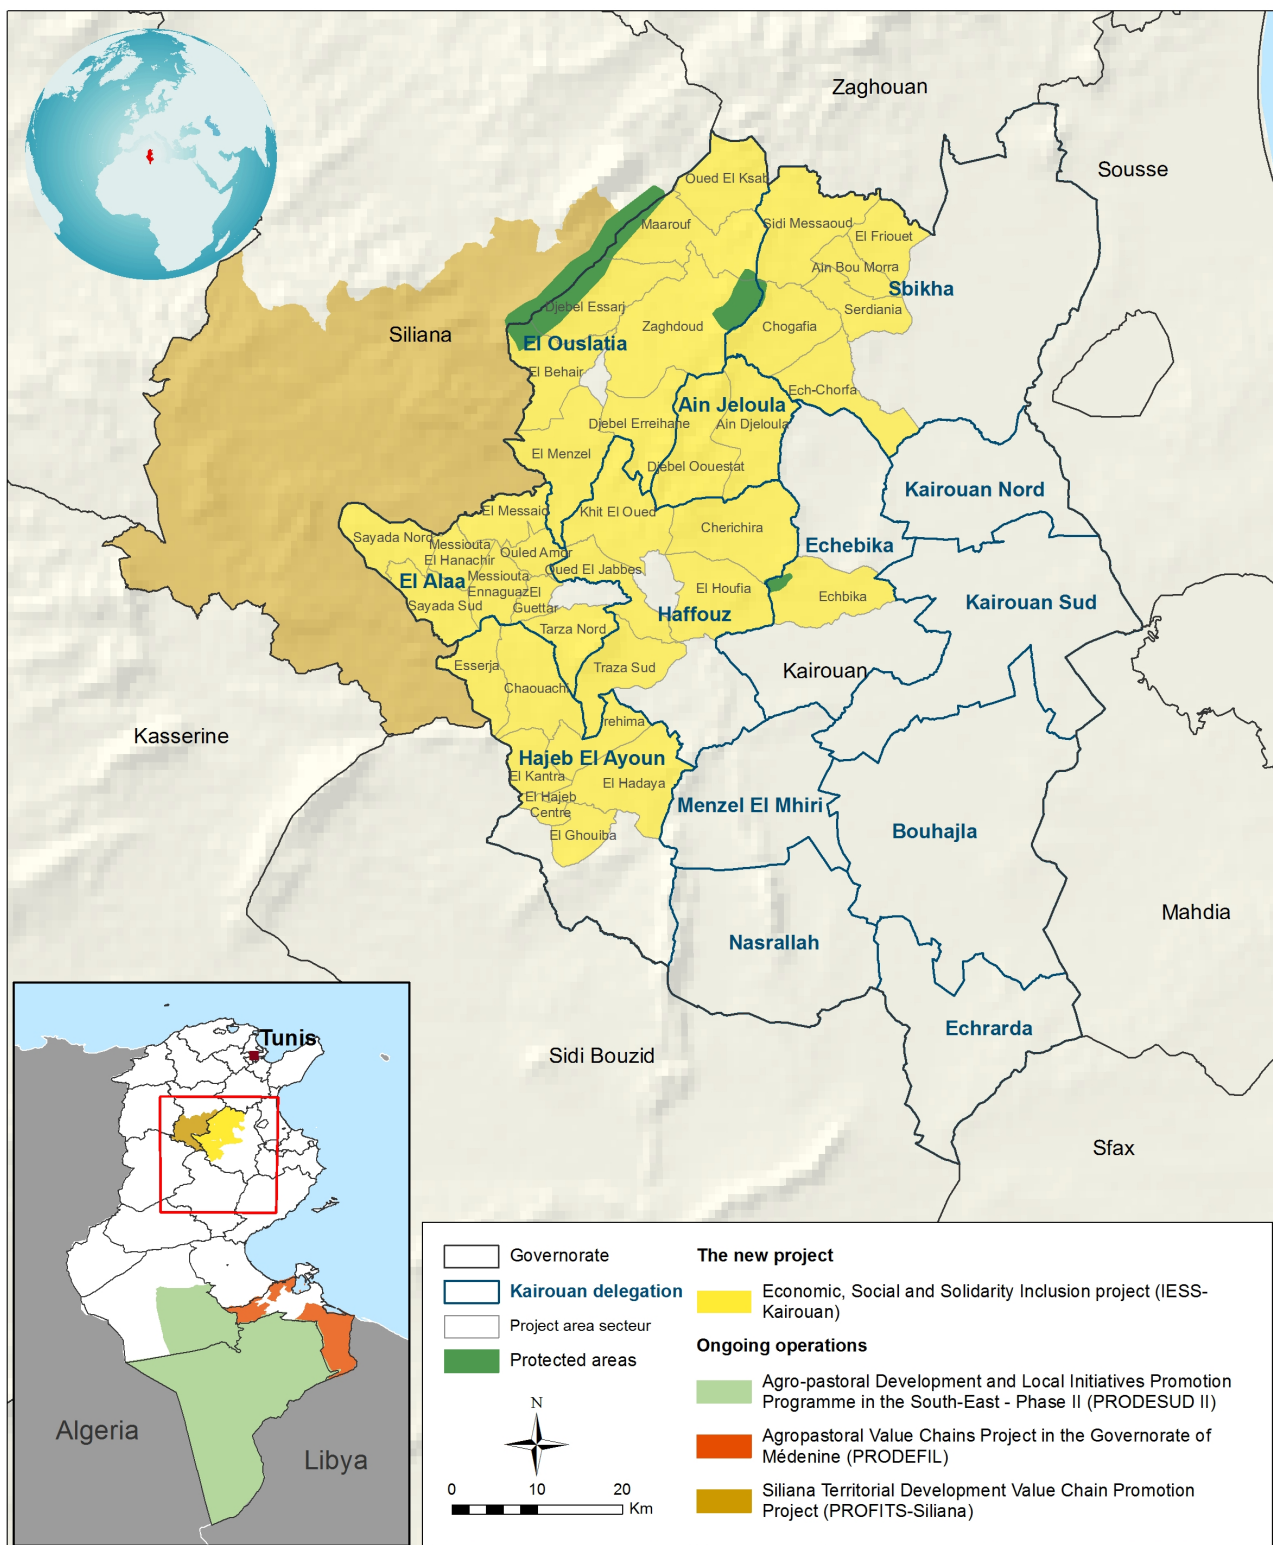 Zaghouan
Sousse
Oued El Ksab
Maarouf
Sidi Messaoud
El Friouet
Ain Bou Morra
Sbikha
Djebel Essarj
Serdiania
Zaghdoud
Chogafia
Siliana
El Ouslatia
El Behair
Ech-Chorfa
Ain Jeloula
Djebel Erreihane
Ain Djeloula
El Menzel
Djebel Oouestat
Kairouan Nord
El Messaid
Khit El Oued
Cherichira
Sayada Nord
Messiouta
El Hanachir
Ouled Amor
Echebika
Oued El Jabbes
El Alaa
Messiouta
Ennaguaz
El
Guettar
El Houfia
Echbika
Sayada Sud
Kairouan Sud
Haffouz
Tarza Nord
Esserja
Traza Sud
Kairouan
Chaouachi
Kasserine
rehima
Hajeb El Ayoun
El Kantra
El Hadaya
El Hajeb
Centre
Menzel El Mhiri
El Ghouiba
Bouhajla
Mahdia
Nasrallah
Echrarda
Sidi Bouzid
Sfax
Tunis
Algeria
Libya
Governorate
Kairouan delegation
Project area secteur
Protected areas
N
0 10 20
Km
The new project
Economic, Social and Solidarity Inclusion project (IESS-
Kairouan)
Ongoing operations
Agro-pastoral Development and Local Initiatives Promotion
Programme in the South-East - Phase II (PRODESUD II)
Agropastoral Value Chains Project in the Governorate of
Médenine (PRODEFIL)
Siliana Territorial Development Value Chain Promotion
Project (PROFITS-Siliana)